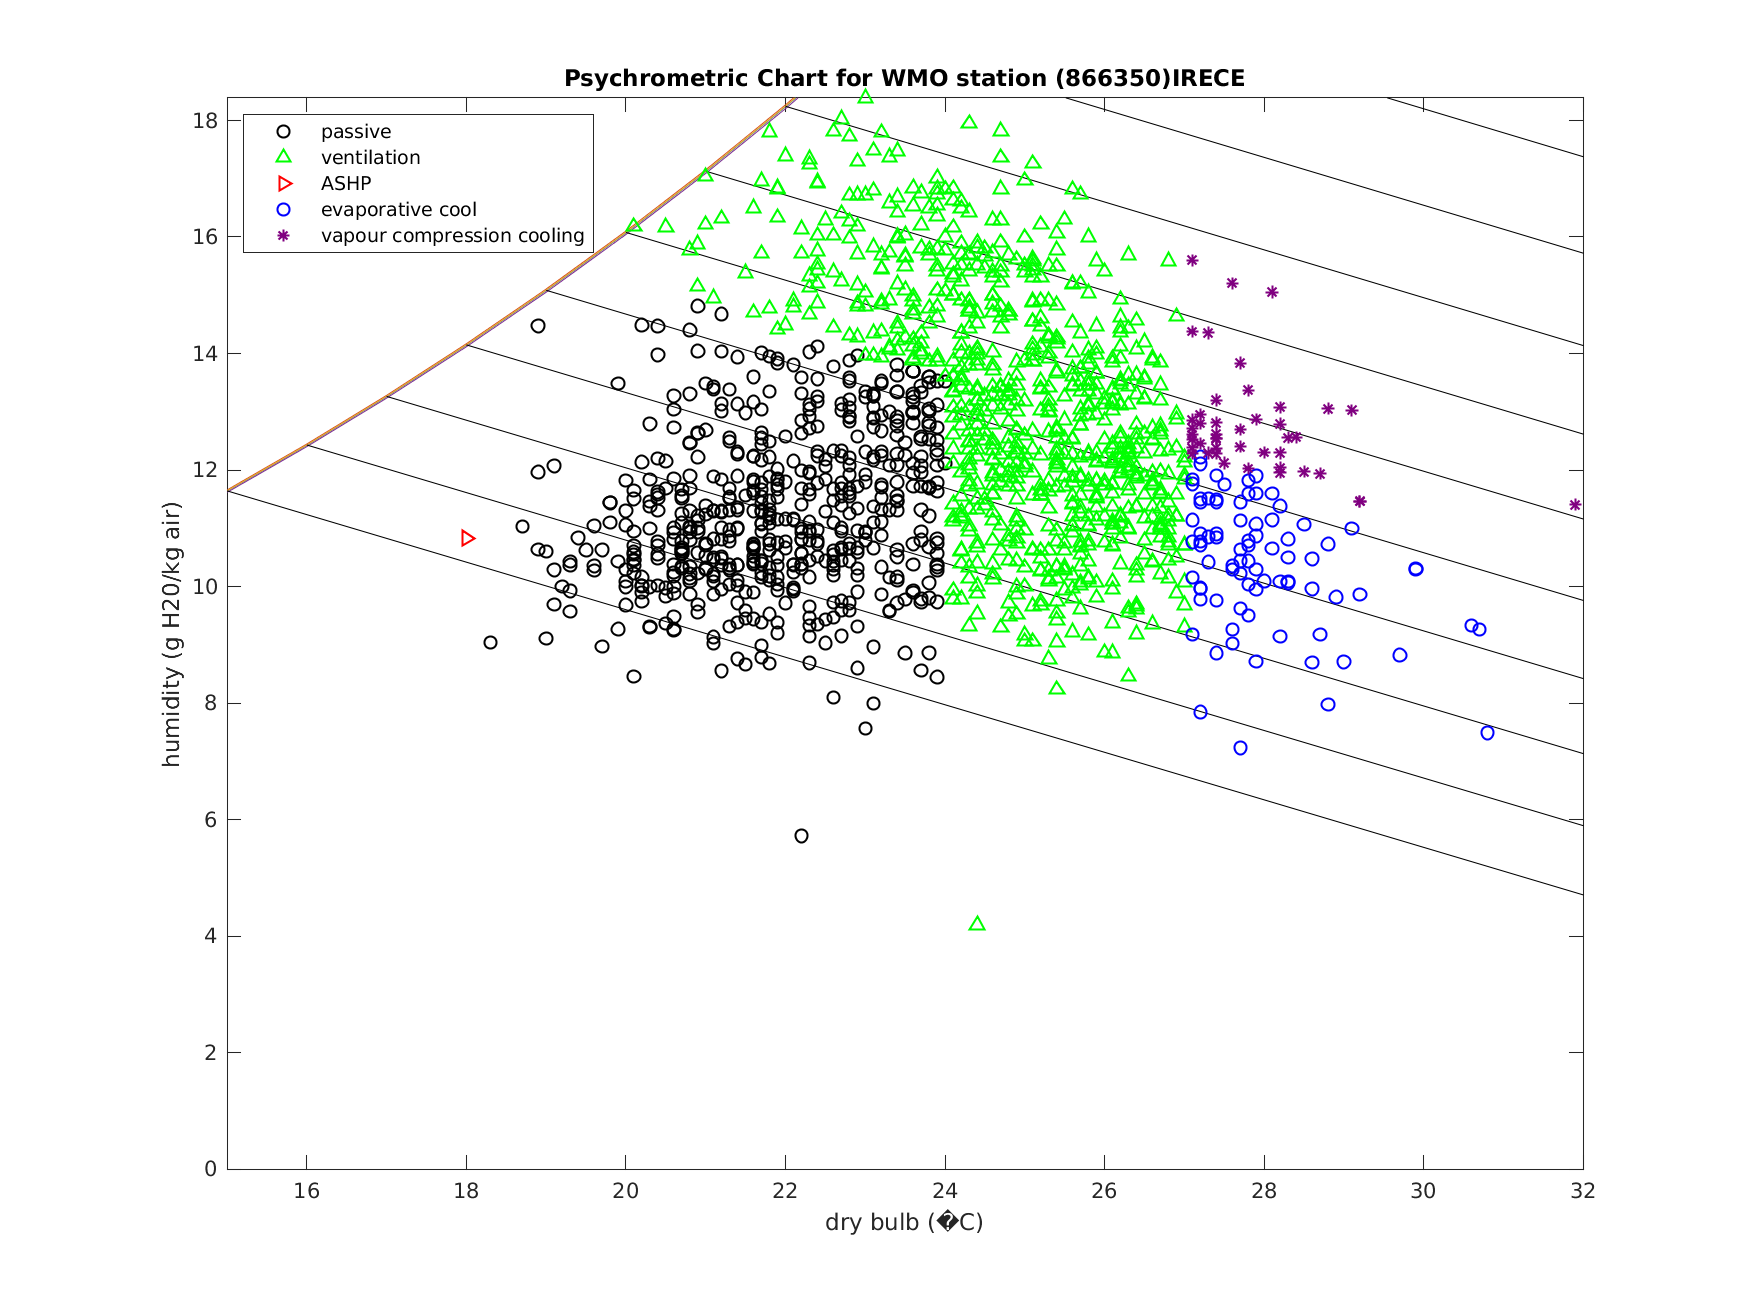 Psychrometric Chart for WMO station (866350)IRECE
passive
ventilation
ASHP
evaporative cool
vapour compression cooling
18
16
14
12
10
8
6
4
2
0
humidity (g H20/kg air)
16 18 20 22 24 26 28 30 32
dry bulb (�C)